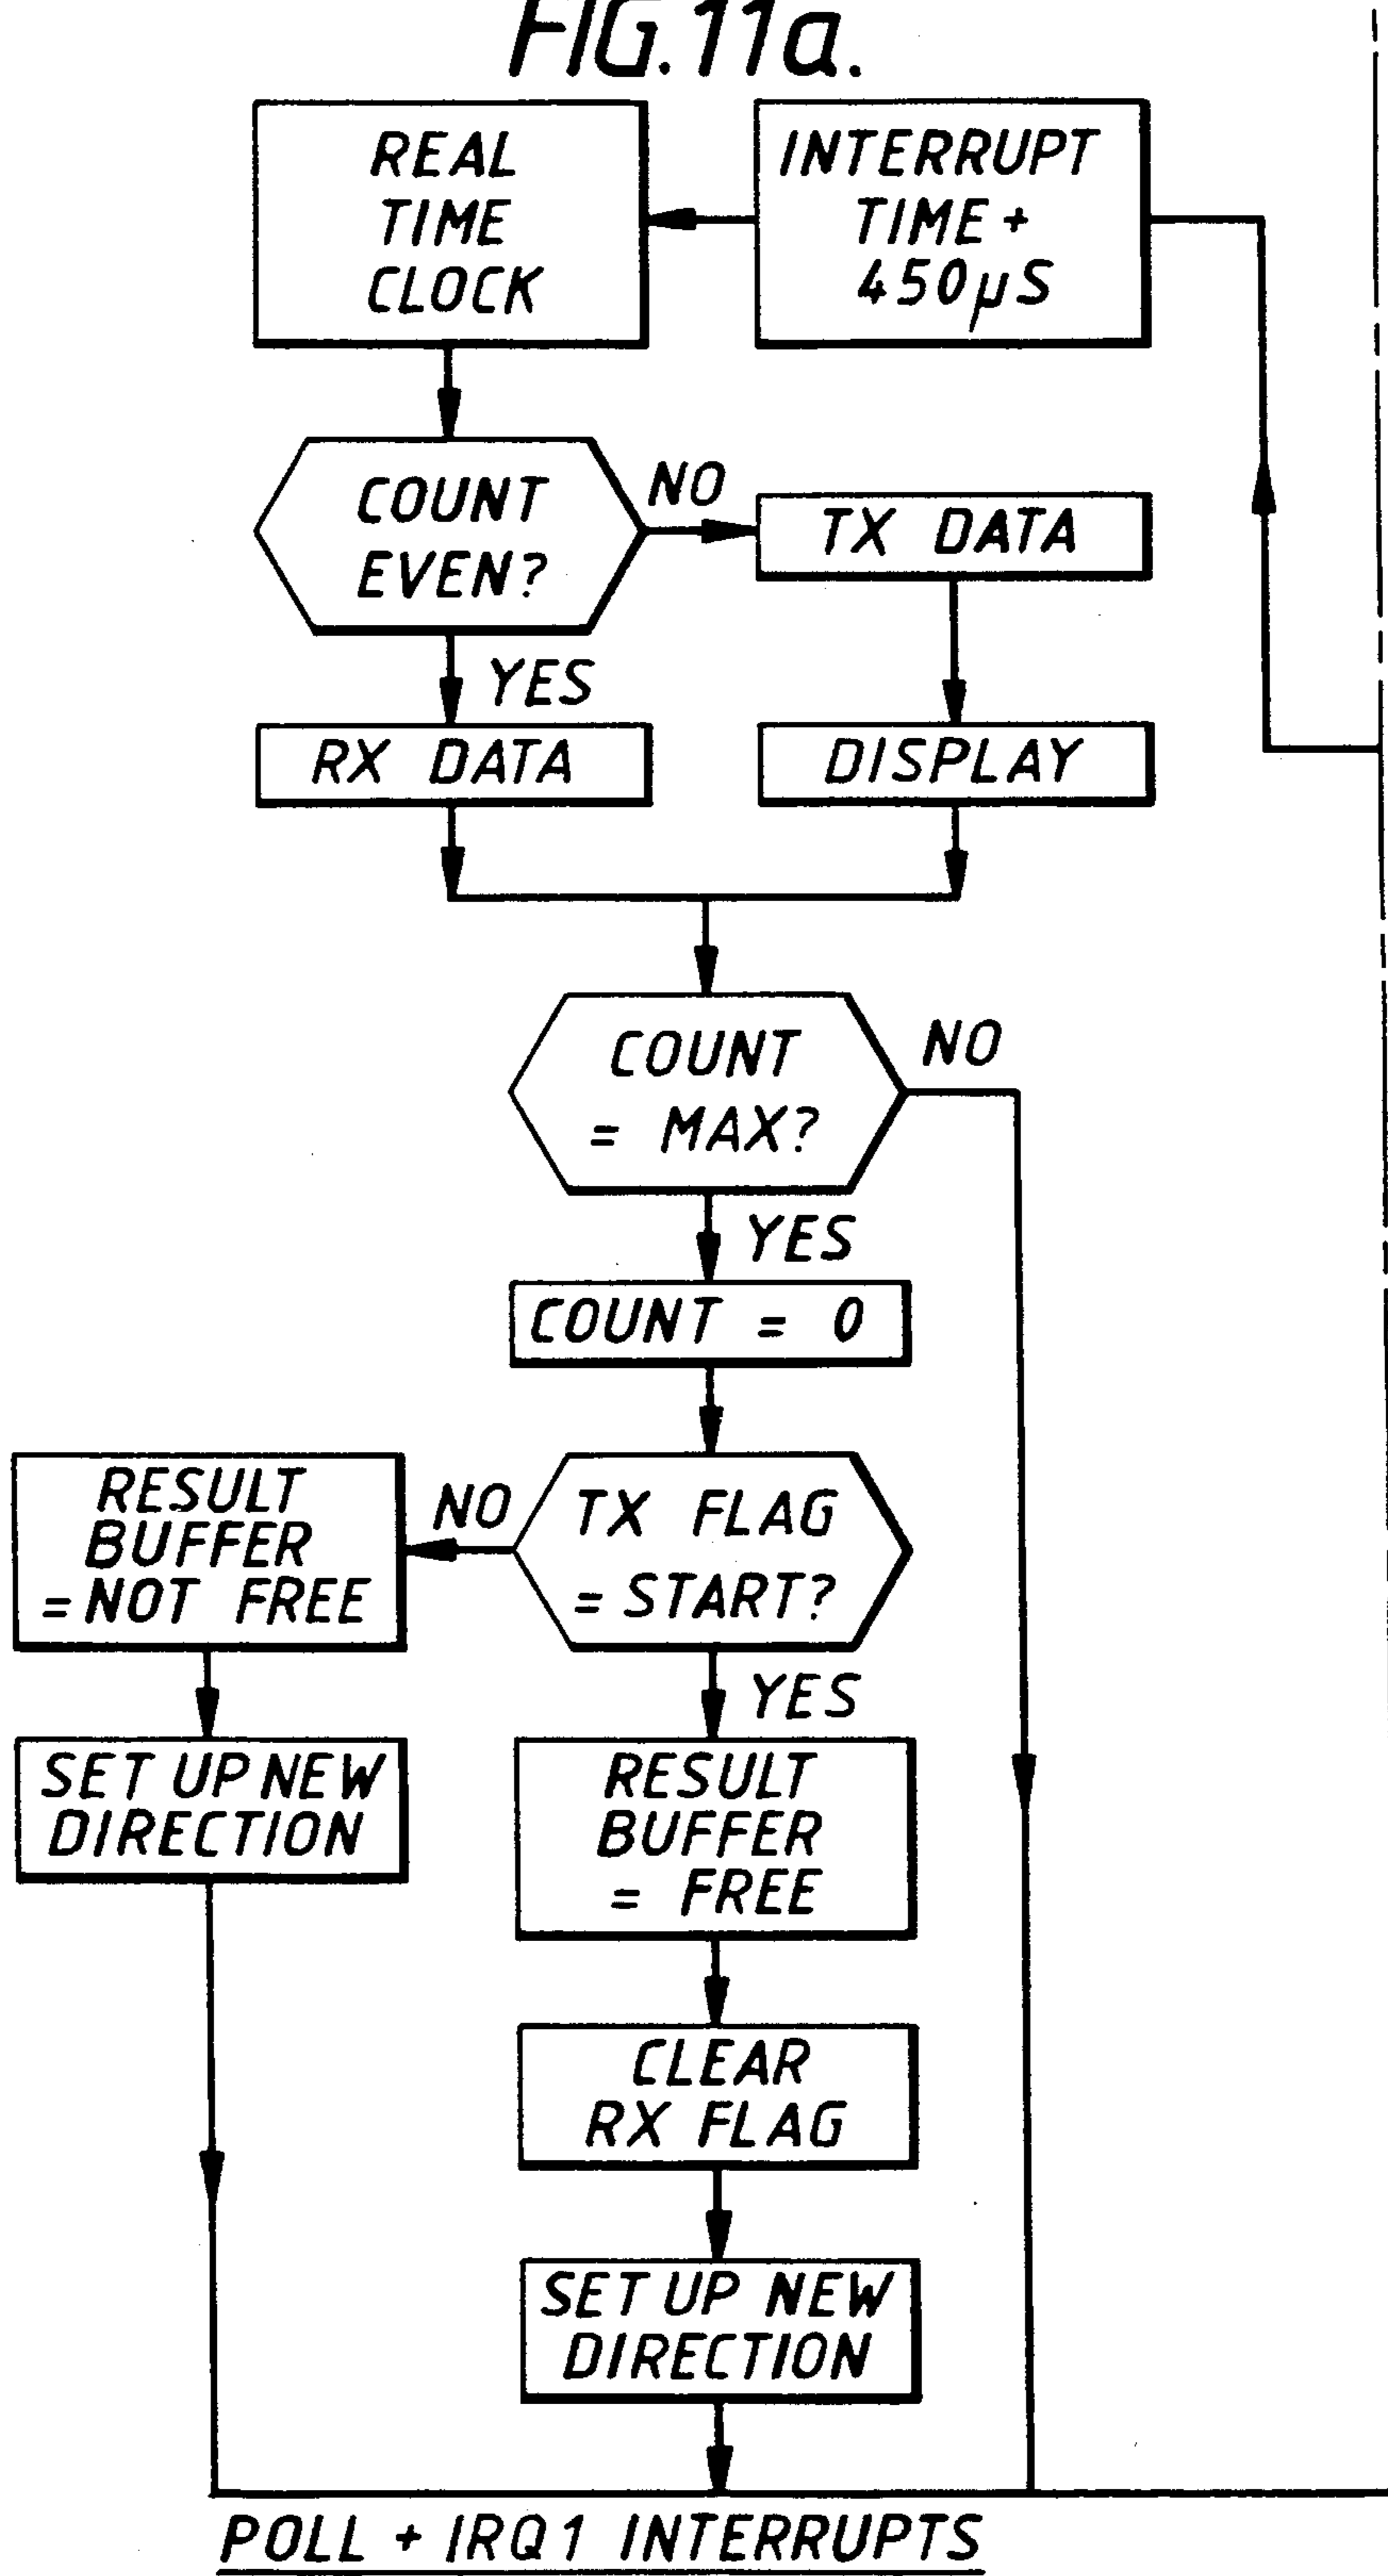 FIG. 11a.
REAL
TIME
CLOCK
INTERRUPT
TIME +
450µS
COUNT
EVEN?
NO
TX DATA
YES
RX DATA
DISPLAY
COUNT
= MAX?
NO
YES
COUNT = 0
RESULT
BUFFER
= NOT FREE
NO
TX FLAG
= START?
YES
SET UP NEW
DIRECTION
RESULT
BUFFER
= FREE
CLEAR
RX FLAG
SET UP NEW
DIRECTION
POLL + IRQ1 INTERRUPTS